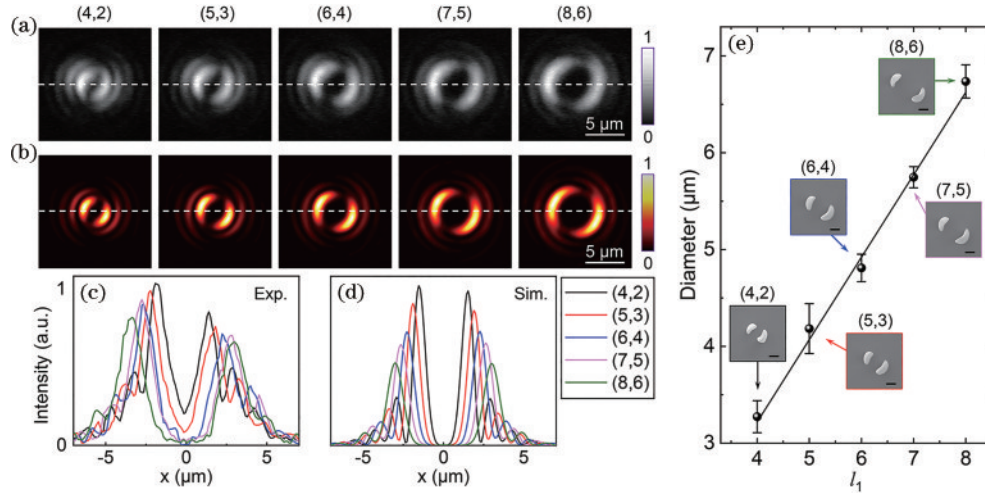 (4,2) (5,3) (6,4) (7,5) (8,6)
(a)
1
0
5 μm
(b)
1
0
5 μm
(c) Exp.
Intensity (a.u.)
1
0
-5 0 5
x (μm)
(d) Sim.
-5 0 5
x (μm)
(4,2)
(5,3)
(6,4)
(7,5)
(8,6)
(e)
Diameter (μm)
7
6
5
4
3
(8,6)
(6,4)
(7,5)
(4,2)
(5,3)
4 5 6 7 8
l₁